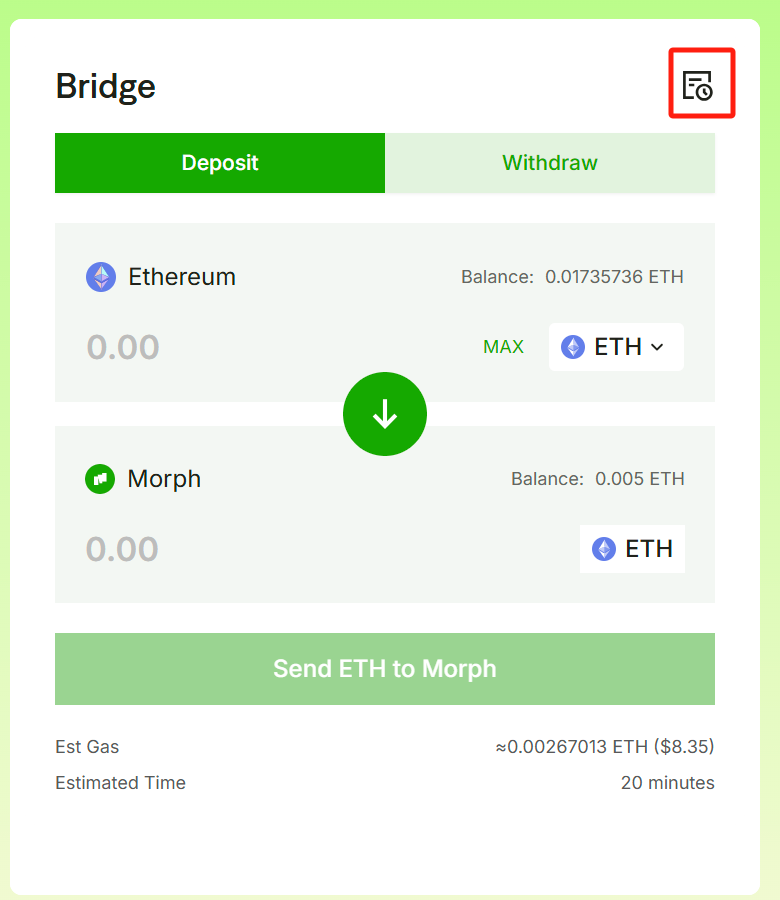 Bridge
Deposit Withdraw
Ethereum Balance: 0.01735736 ETH
0.00 MAX ETH
Morph Balance: 0.005 ETH
0.00 ETH
Send ETH to Morph
Est Gas ≈0.00267013 ETH ($8.35)
Estimated Time 20 minutes